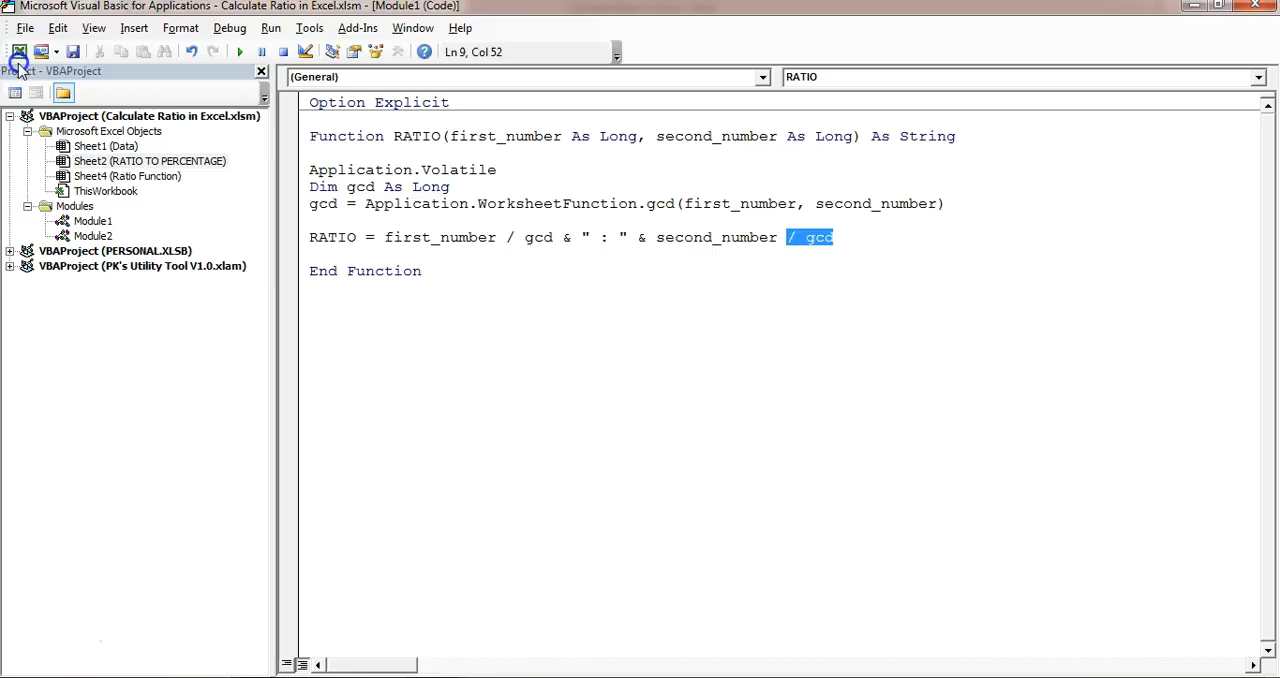 Microsoft Visual Basic for Applications - Calculate Ratio in Excel.xlsm - [Module1 (Code)]
File Edit View Insert Format Debug Run Tools Add-Ins Window Help
Ln 9, Col 52
- VBAProject
(General) RATIO
VBAProject (Calculate Ratio in Excel.xlsm)
Microsoft Excel Objects
Sheet1 (Data)
Sheet2 (RATIO TO PERCENTAGE)
Sheet4 (Ratio Function)
ThisWorkbook
Modules
Module1
Module2
VBAProject (PERSONAL.XLSB)
VBAProject (PK's Utility Tool V1.0.xlam)
Option Explicit
Function RATIO(first_number As Long, second_number As Long) As String
Application.Volatile
Dim gcd As Long
gcd = Application.WorksheetFunction.gcd(first_number, second_number)
RATIO = first_number / gcd & " : " & second_number / gcd
End Function